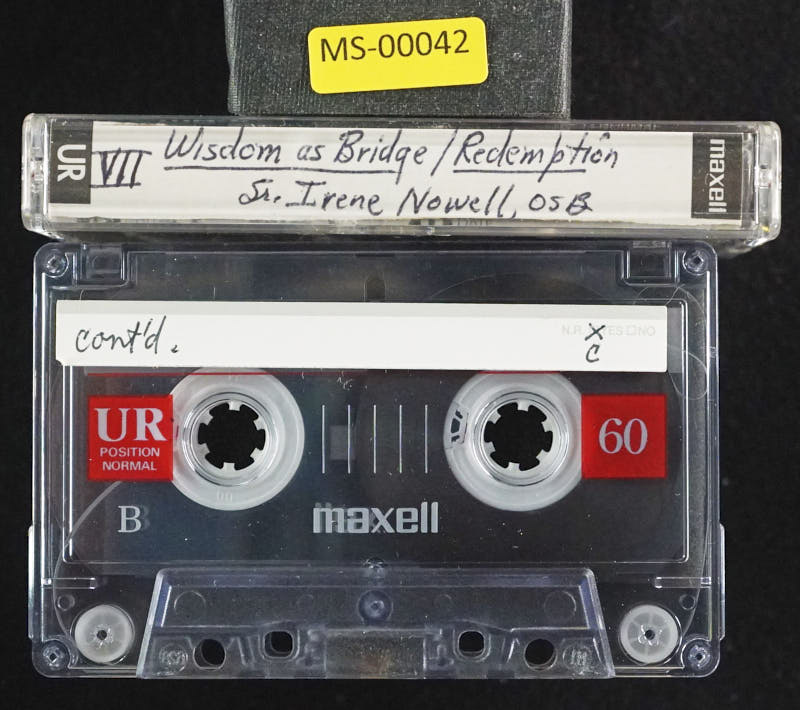 MS-00042
UR VII Wisdom as Bridge/Redemption maxell
Sr. Irene Nowell, OSB
cont'd. N.R. YES NO
C
UR 60
POSITION
NORMAL
B maxell